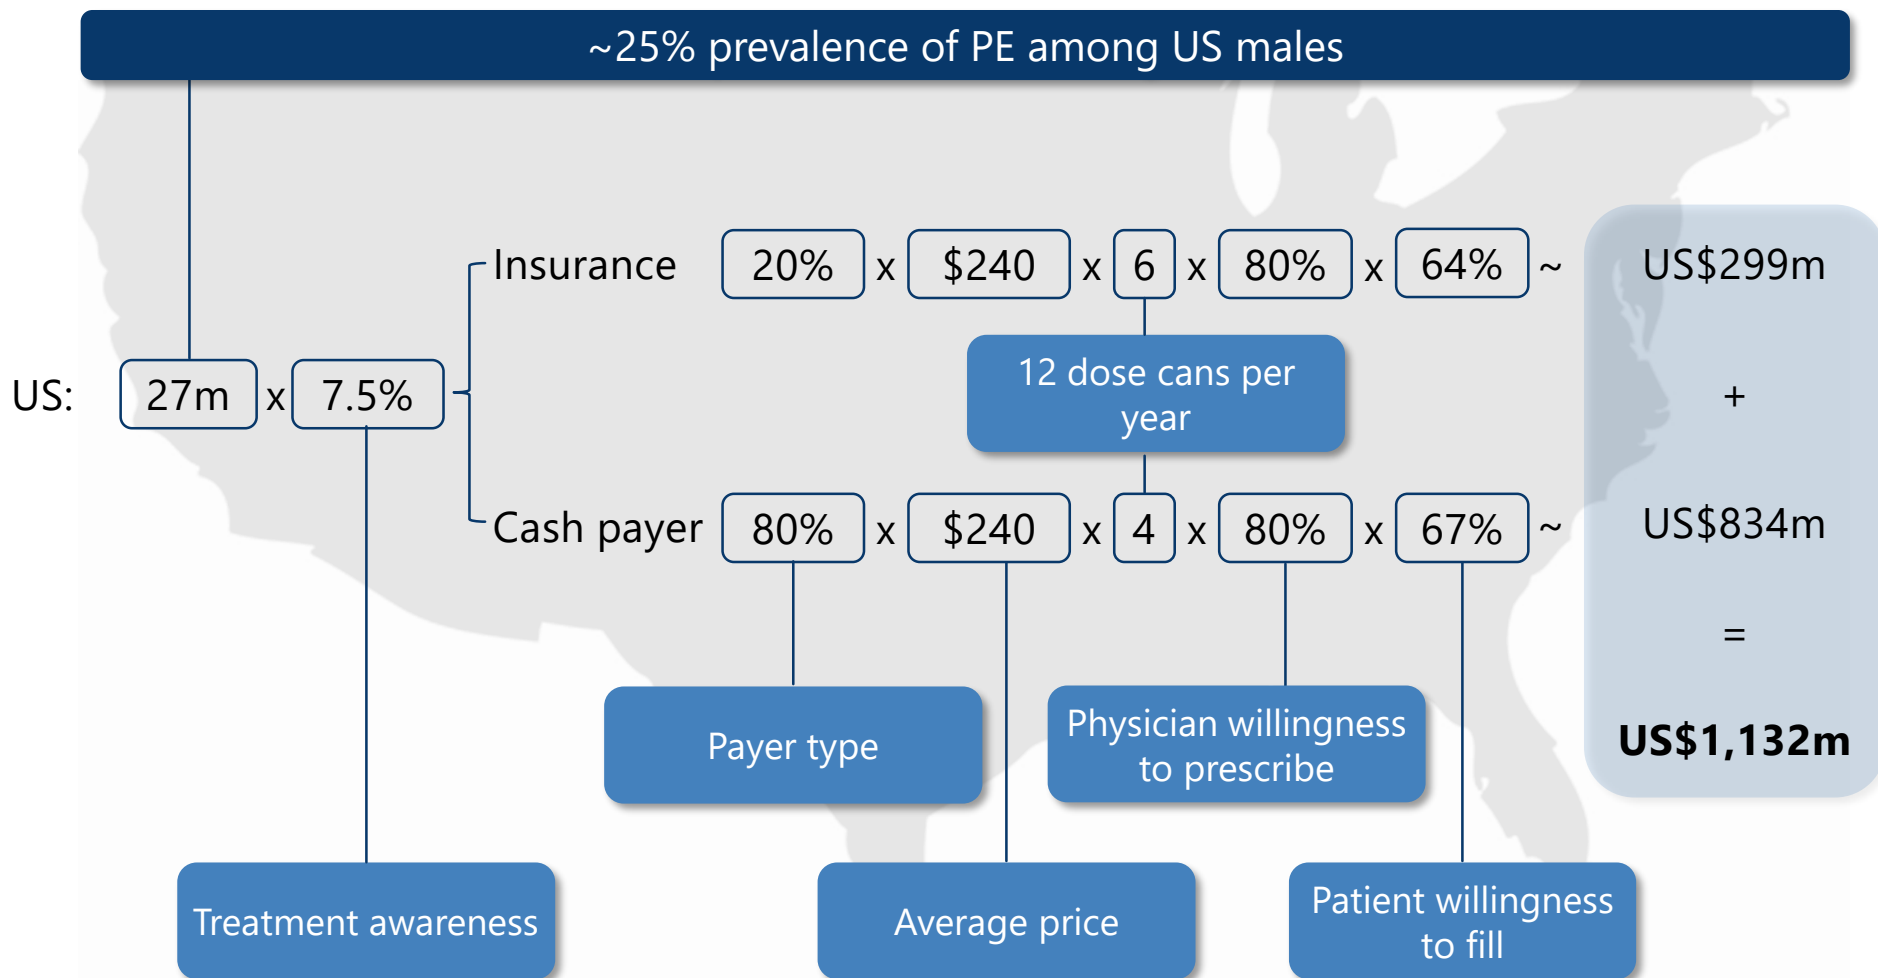 ~25% prevalence of PE among US males
Insurance 20% x $240 x 6 x 80% x 64% ~ US$299m
12 dose cans per
year
US: 27m x 7.5%
+
Cash payer 80% x $240 x 4 x 80% x 67% ~ US$834m
=
Payer type
Physician willingness
to prescribe
US$1,132m
Treatment awareness
Average price
Patient willingness
to fill